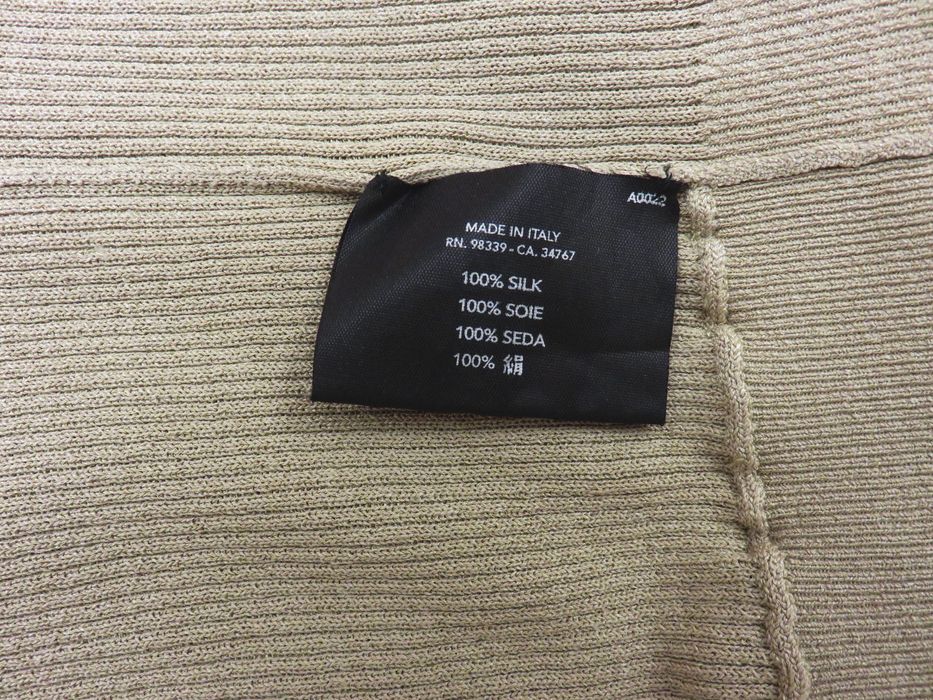 A0022
MADE IN ITALY
RN. 98339 - CA. 34767
100% SILK
100% SOIE
100% SEDA
100% 絹